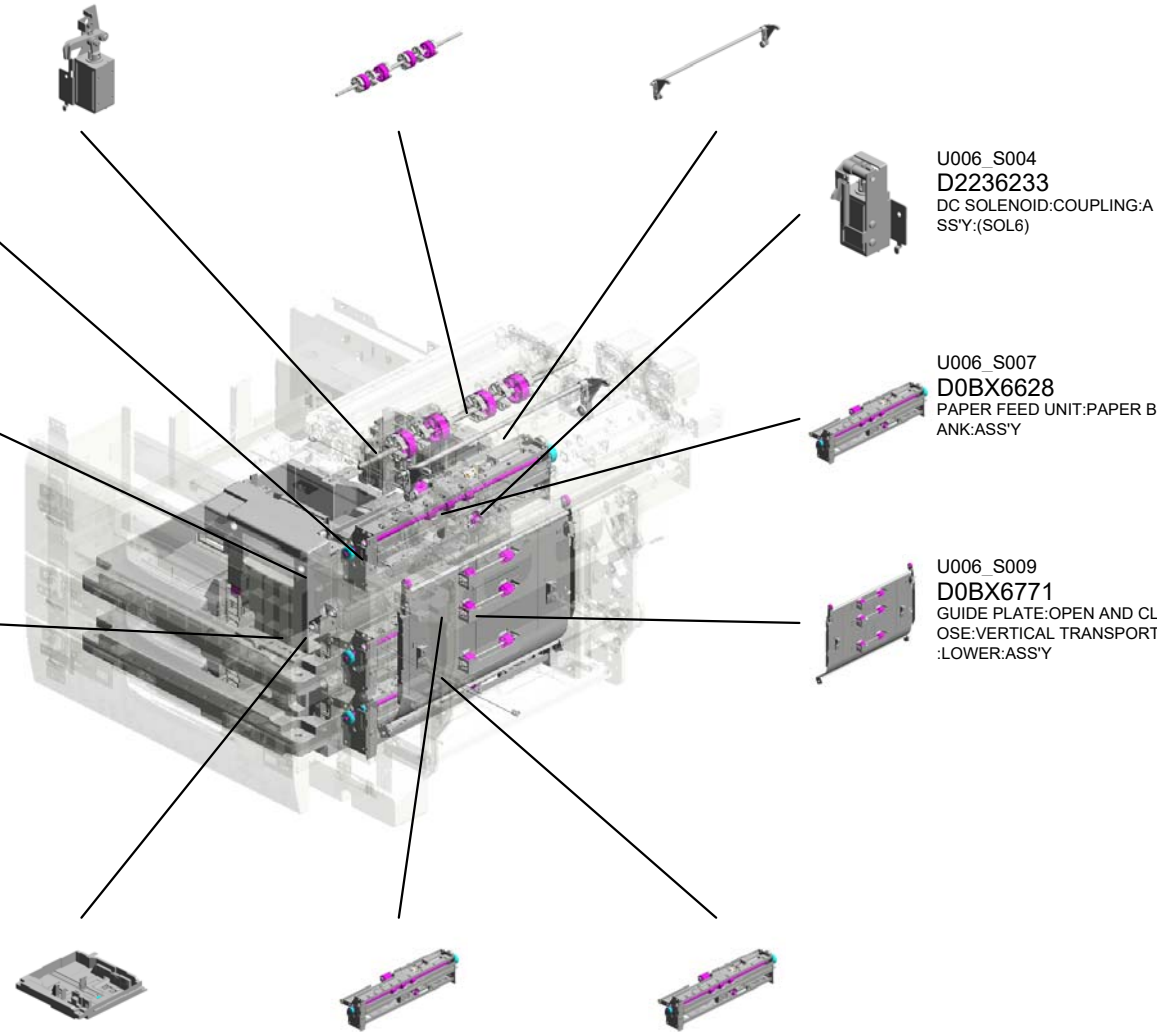 U006_S004
D2236233
DC SOLENOID:COUPLING:A
SS'Y:(SOL6)
U006_S007
D0BX6628
PAPER FEED UNIT:PAPER B
ANK:ASS'Y
U006_S009
D0BX6771
GUIDE PLATE:OPEN AND CL
OSE:VERTICAL TRANSPORT
:LOWER:ASS'Y